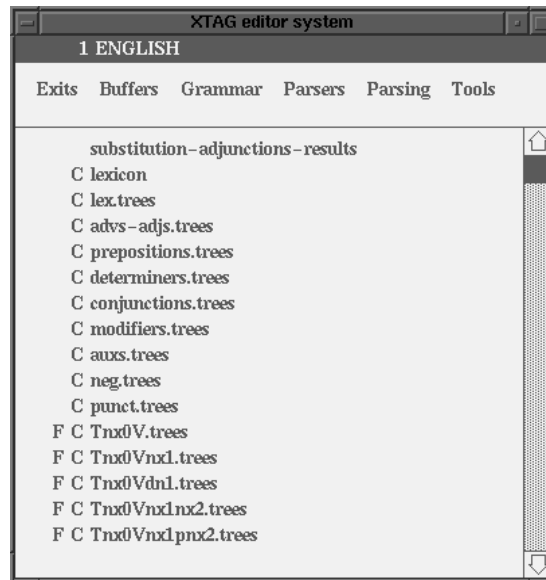 XTAG editor system
1 ENGLISH
Exits Buffers Grammar Parsers Parsing Tools
substitution-adjunctions-results
C lexicon
C lex.trees
C advs-adjs.trees
C prepositions.trees
C determiners.trees
C conjunctions.trees
C modifiers.trees
C auxs.trees
C neg.trees
C punct.trees
F C Tnx0V.trees
F C Tnx0Vnx1.trees
F C Tnx0Vdn1.trees
F C Tnx0Vnx1nx2.trees
F C Tnx0Vnx1pnx2.trees